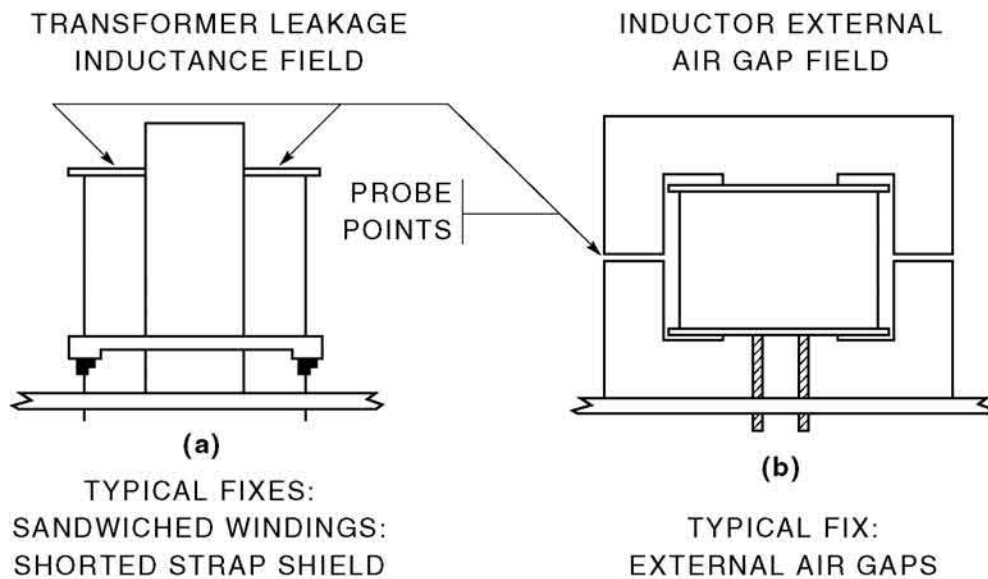 TRANSFORMER LEAKAGE
INDUCTANCE FIELD
INDUCTOR EXTERNAL
AIR GAP FIELD
PROBE
POINTS
(a)
(b)
TYPICAL FIXES:
SANDWICHED WINDINGS:
SHORTED STRAP SHIELD
TYPICAL FIX:
EXTERNAL AIR GAPS